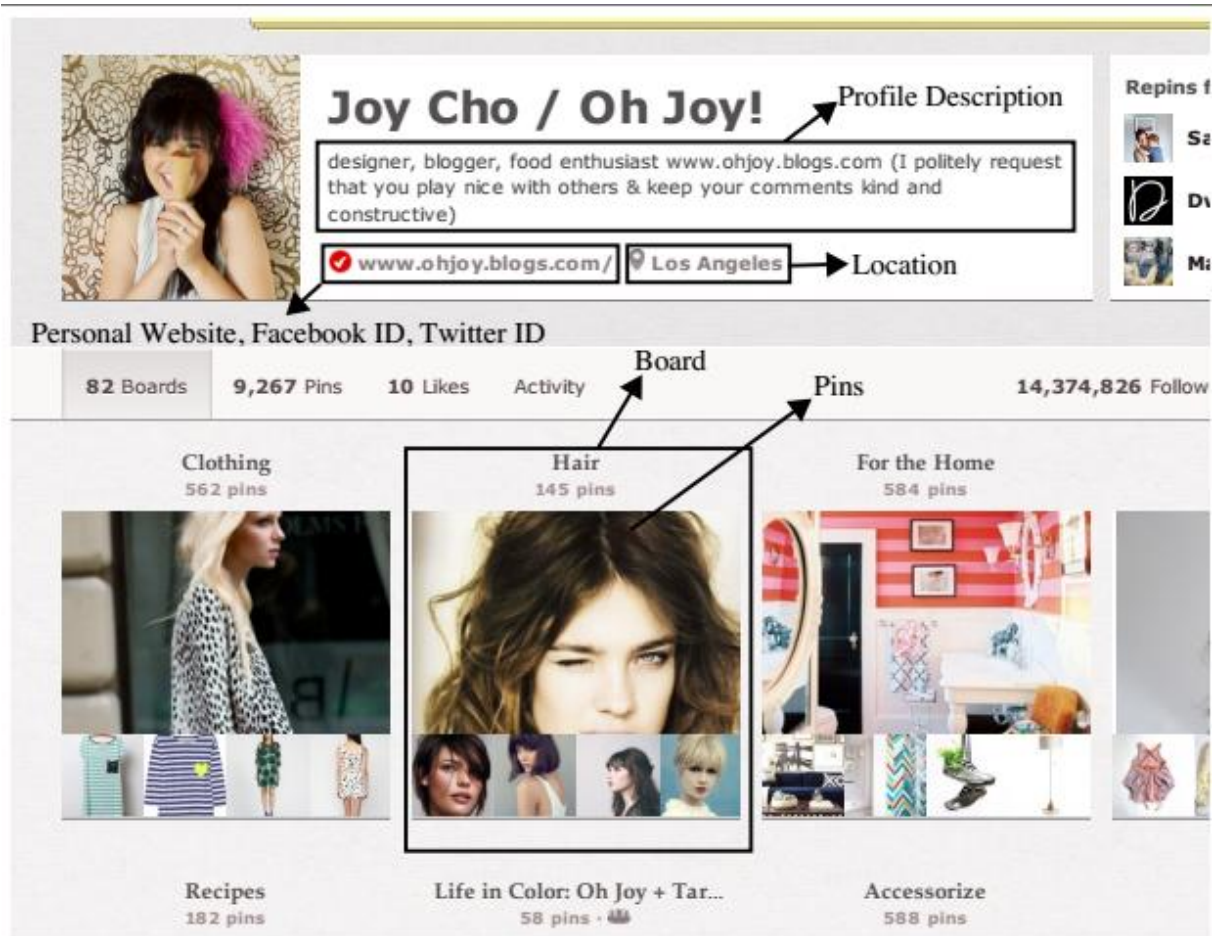 Joy Cho / Oh Joy!
Profile Description
designer, blogger, food enthusiast www.ohjoy.blogs.com (I politely request
that you play nice with others & keep your comments kind and
constructive)
www.ohjoy.blogs.com/
Los Angeles
Location
Personal Website, Facebook ID, Twitter ID
Repins f
Sa
Dv
Ma
Board
Pins
82 Boards 9,267 Pins 10 Likes Activity 14,374,826 Follow
Clothing
562 pins
Hair
145 pins
For the Home
584 pins
Recipes
182 pins
Life in Color: Oh Joy + Tar...
58 pins ·
Accessorize
588 pins